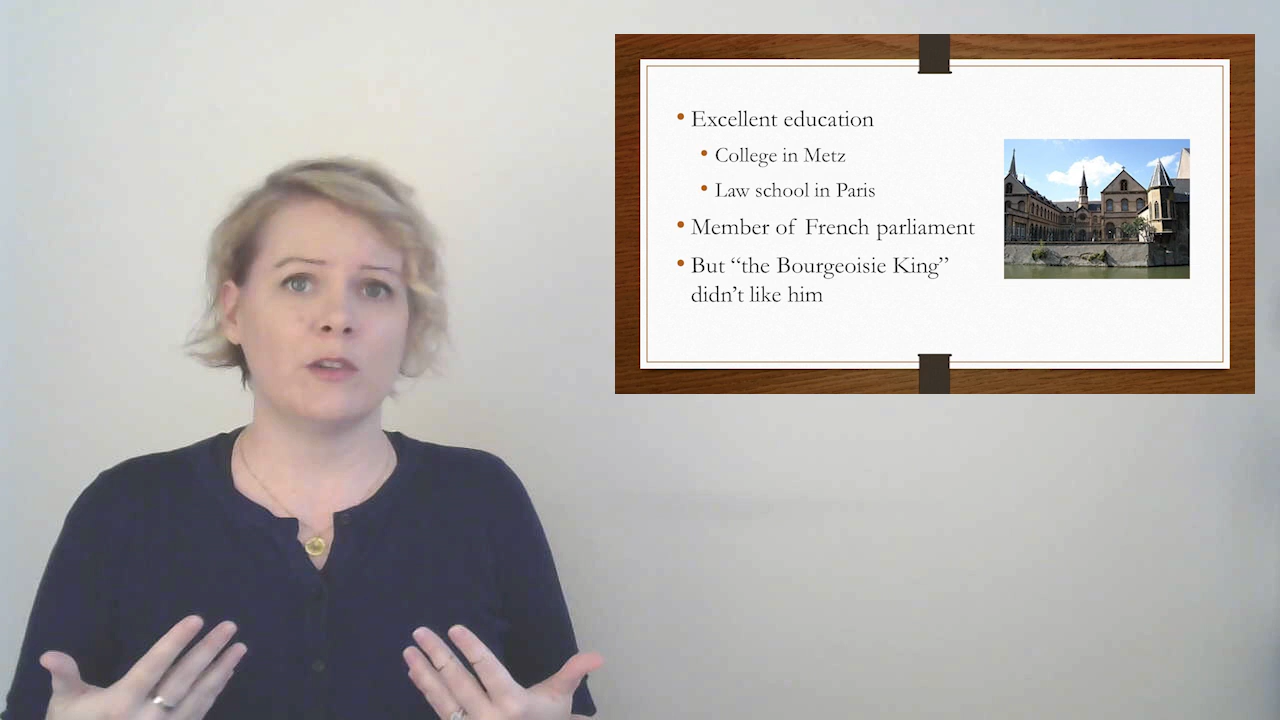 Excellent education
College in Metz
Law school in Paris
Member of French parliament
But “the Bourgeoisie King”
didn’t like him